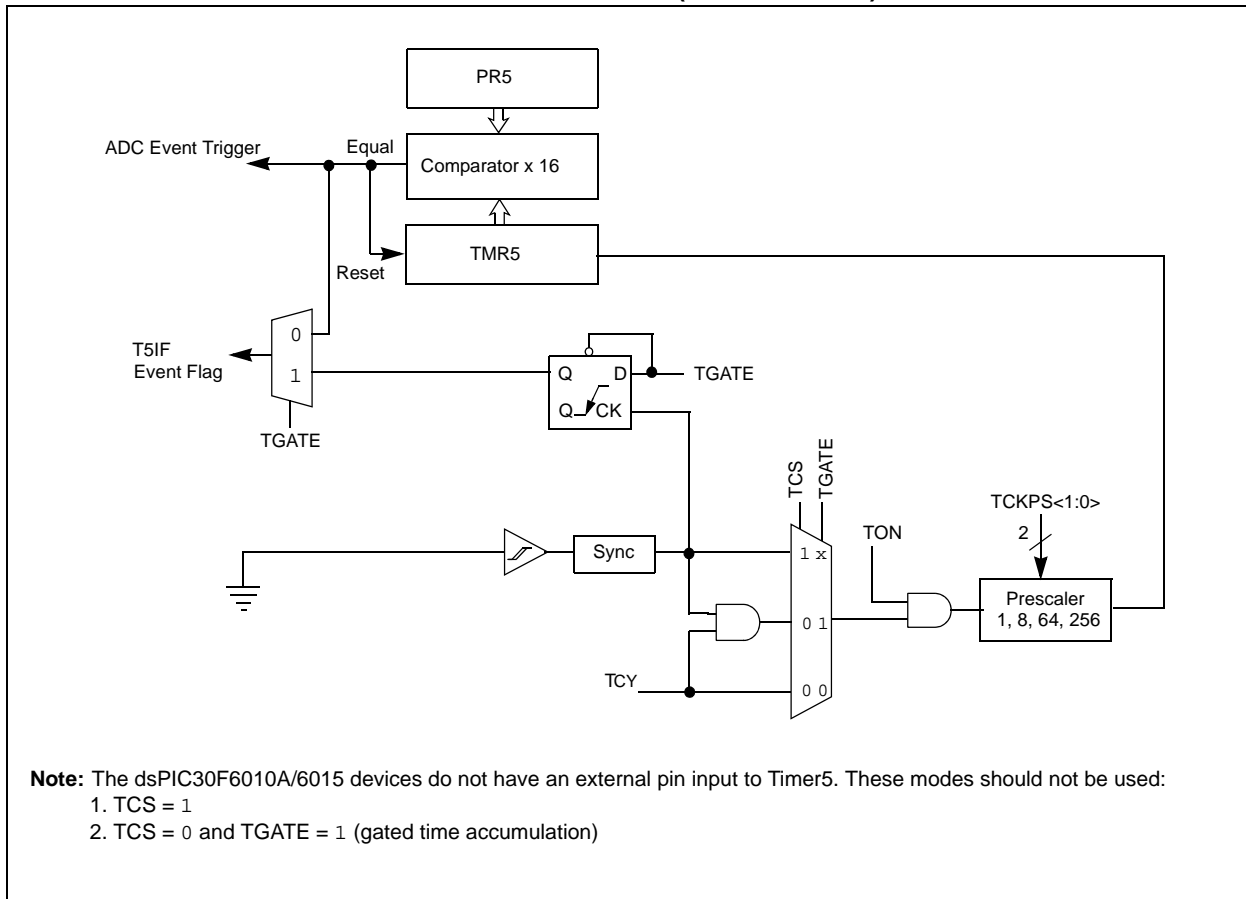 PR5
ADC Event Trigger
Equal
Comparator x 16
TMR5
Reset
0
1
T5IF
Event Flag
TGATE
Q
D
TGATE
Q
CK
TCS
TGATE
TCKPS<1:0>
2
TON
Sync
1 x
Prescaler
1, 8, 64, 256
0 1
TCY
0 0
Note: The dsPIC30F6010A/6015 devices do not have an external pin input to Timer5. These modes should not be used:
1. TCS = 1
2. TCS = 0 and TGATE = 1 (gated time accumulation)